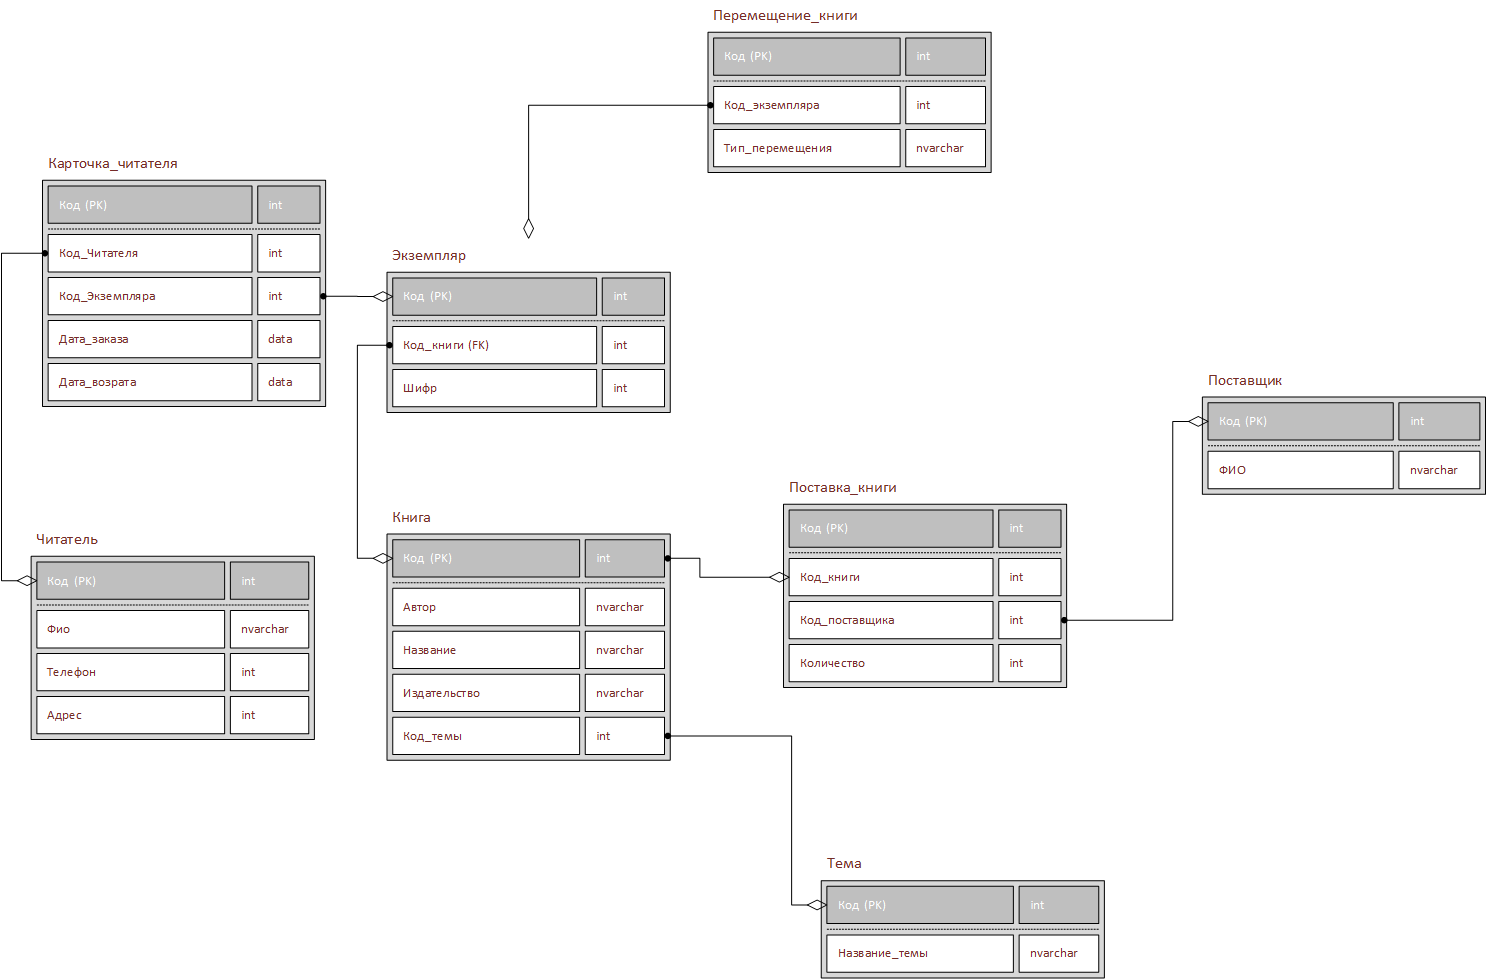 Перемещение_книги
Код (PK) int
Код_экземпляра int
Тип_перемещения nvarchar
Карточка_читателя
Код (PK) int
Код_Читателя int
Код_Экземпляра int
Дата_заказа data
Дата_возрата data
Экземпляр
Код (PK) int
Код_книги (FK) int
Шифр int
Поставщик
Код (PK) int
ФИО nvarchar
Поставка_книги
Код (PK) int
Код_книги int
Код_поставщика int
Количество int
Книга
Код (PK) int
Автор nvarchar
Название nvarchar
Издательство nvarchar
Код_темы int
Читатель
Код (PK) int
Фио nvarchar
Телефон int
Адрес int
Тема
Код (PK) int
Название_темы nvarchar